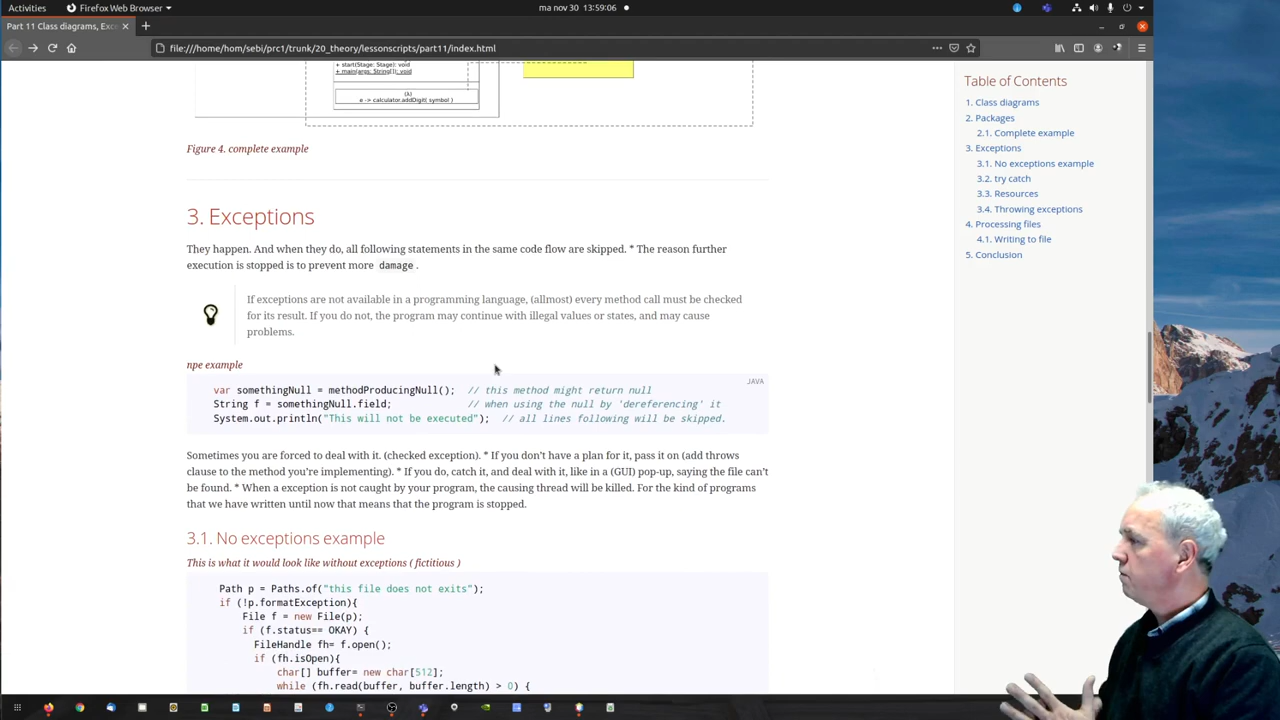 Activities
Firefox Web Browser
ma nov 30 13:59:06
Part 11 Class diagrams, Exc
file:///home/hom/sebi/prc1/trunk/20_theory/lessonscripts/part11/index.html
+ start(Stage: Stage): void
+ main(args: String[]): void
(λ)
e -> calculator.addDigit( symbol )
Figure 4. complete example
3. Exceptions
They happen. And when they do, all following statements in the same code flow are skipped. * The reason further
execution is stopped is to prevent more damage.
If exceptions are not available in a programming language, (allmost) every method call must be checked
for its result. If you do not, the program may continue with illegal values or states, and may cause
problems.
npe example
JAVA
var somethingNull = methodProducingNull(); // this method might return null
String f = somethingNull.field; // when using the null by 'dereferencing' it
System.out.println("This will not be executed"); // all lines following will be skipped.
Sometimes you are forced to deal with it. (checked exception). * If you don't have a plan for it, pass it on (add throws
clause to the method you're implementing). * If you do, catch it, and deal with it, like in a (GUI) pop-up, saying the file can't
be found. * When a exception is not caught by your program, the causing thread will be killed. For the kind of programs
that we have written until now that means that the program is stopped.
3.1. No exceptions example
This is what it would look like without exceptions ( fictitious )
Path p = Paths.of("this file does not exits");
if (!p.formatException){
File f = new File(p);
if (f.status== OKAY) {
FileHandle fh= f.open();
if (fh.isOpen){
char[] buffer= new char[512];
while (fh.read(buffer, buffer.length) > 0) {
Table of Contents
1. Class diagrams
2. Packages
2.1. Complete example
3. Exceptions
3.1. No exceptions example
3.2. try catch
3.3. Resources
3.4. Throwing exceptions
4. Processing files
4.1. Writing to file
5. Conclusion